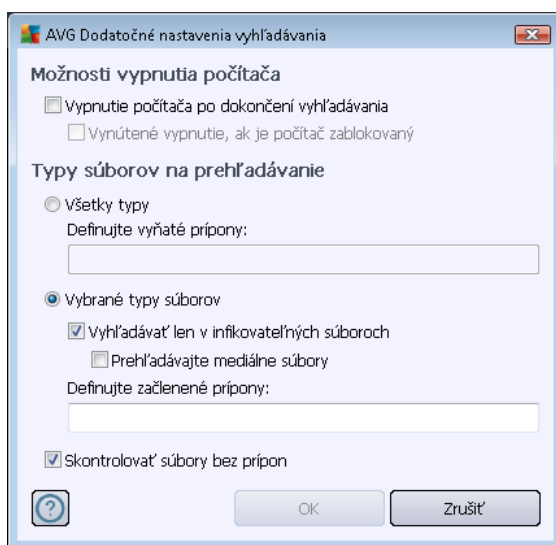 AVG Dodatočné nastavenia vyhľadávania
Možnosti vypnutia počítača
Vypnutie počítača po dokončení vyhľadávania
Vynútené vypnutie, ak je počítač zablokovaný
Typy súborov na prehľadávanie
Všetky typy
Definujte vyňaté prípony:
Vybrané typy súborov
Vyhľadávať len v infikovateľných súboroch
Prehľadávajte mediálne súbory
Definujte začlenené prípony:
Skontrolovať súbory bez prípon
? OK Zrušiť